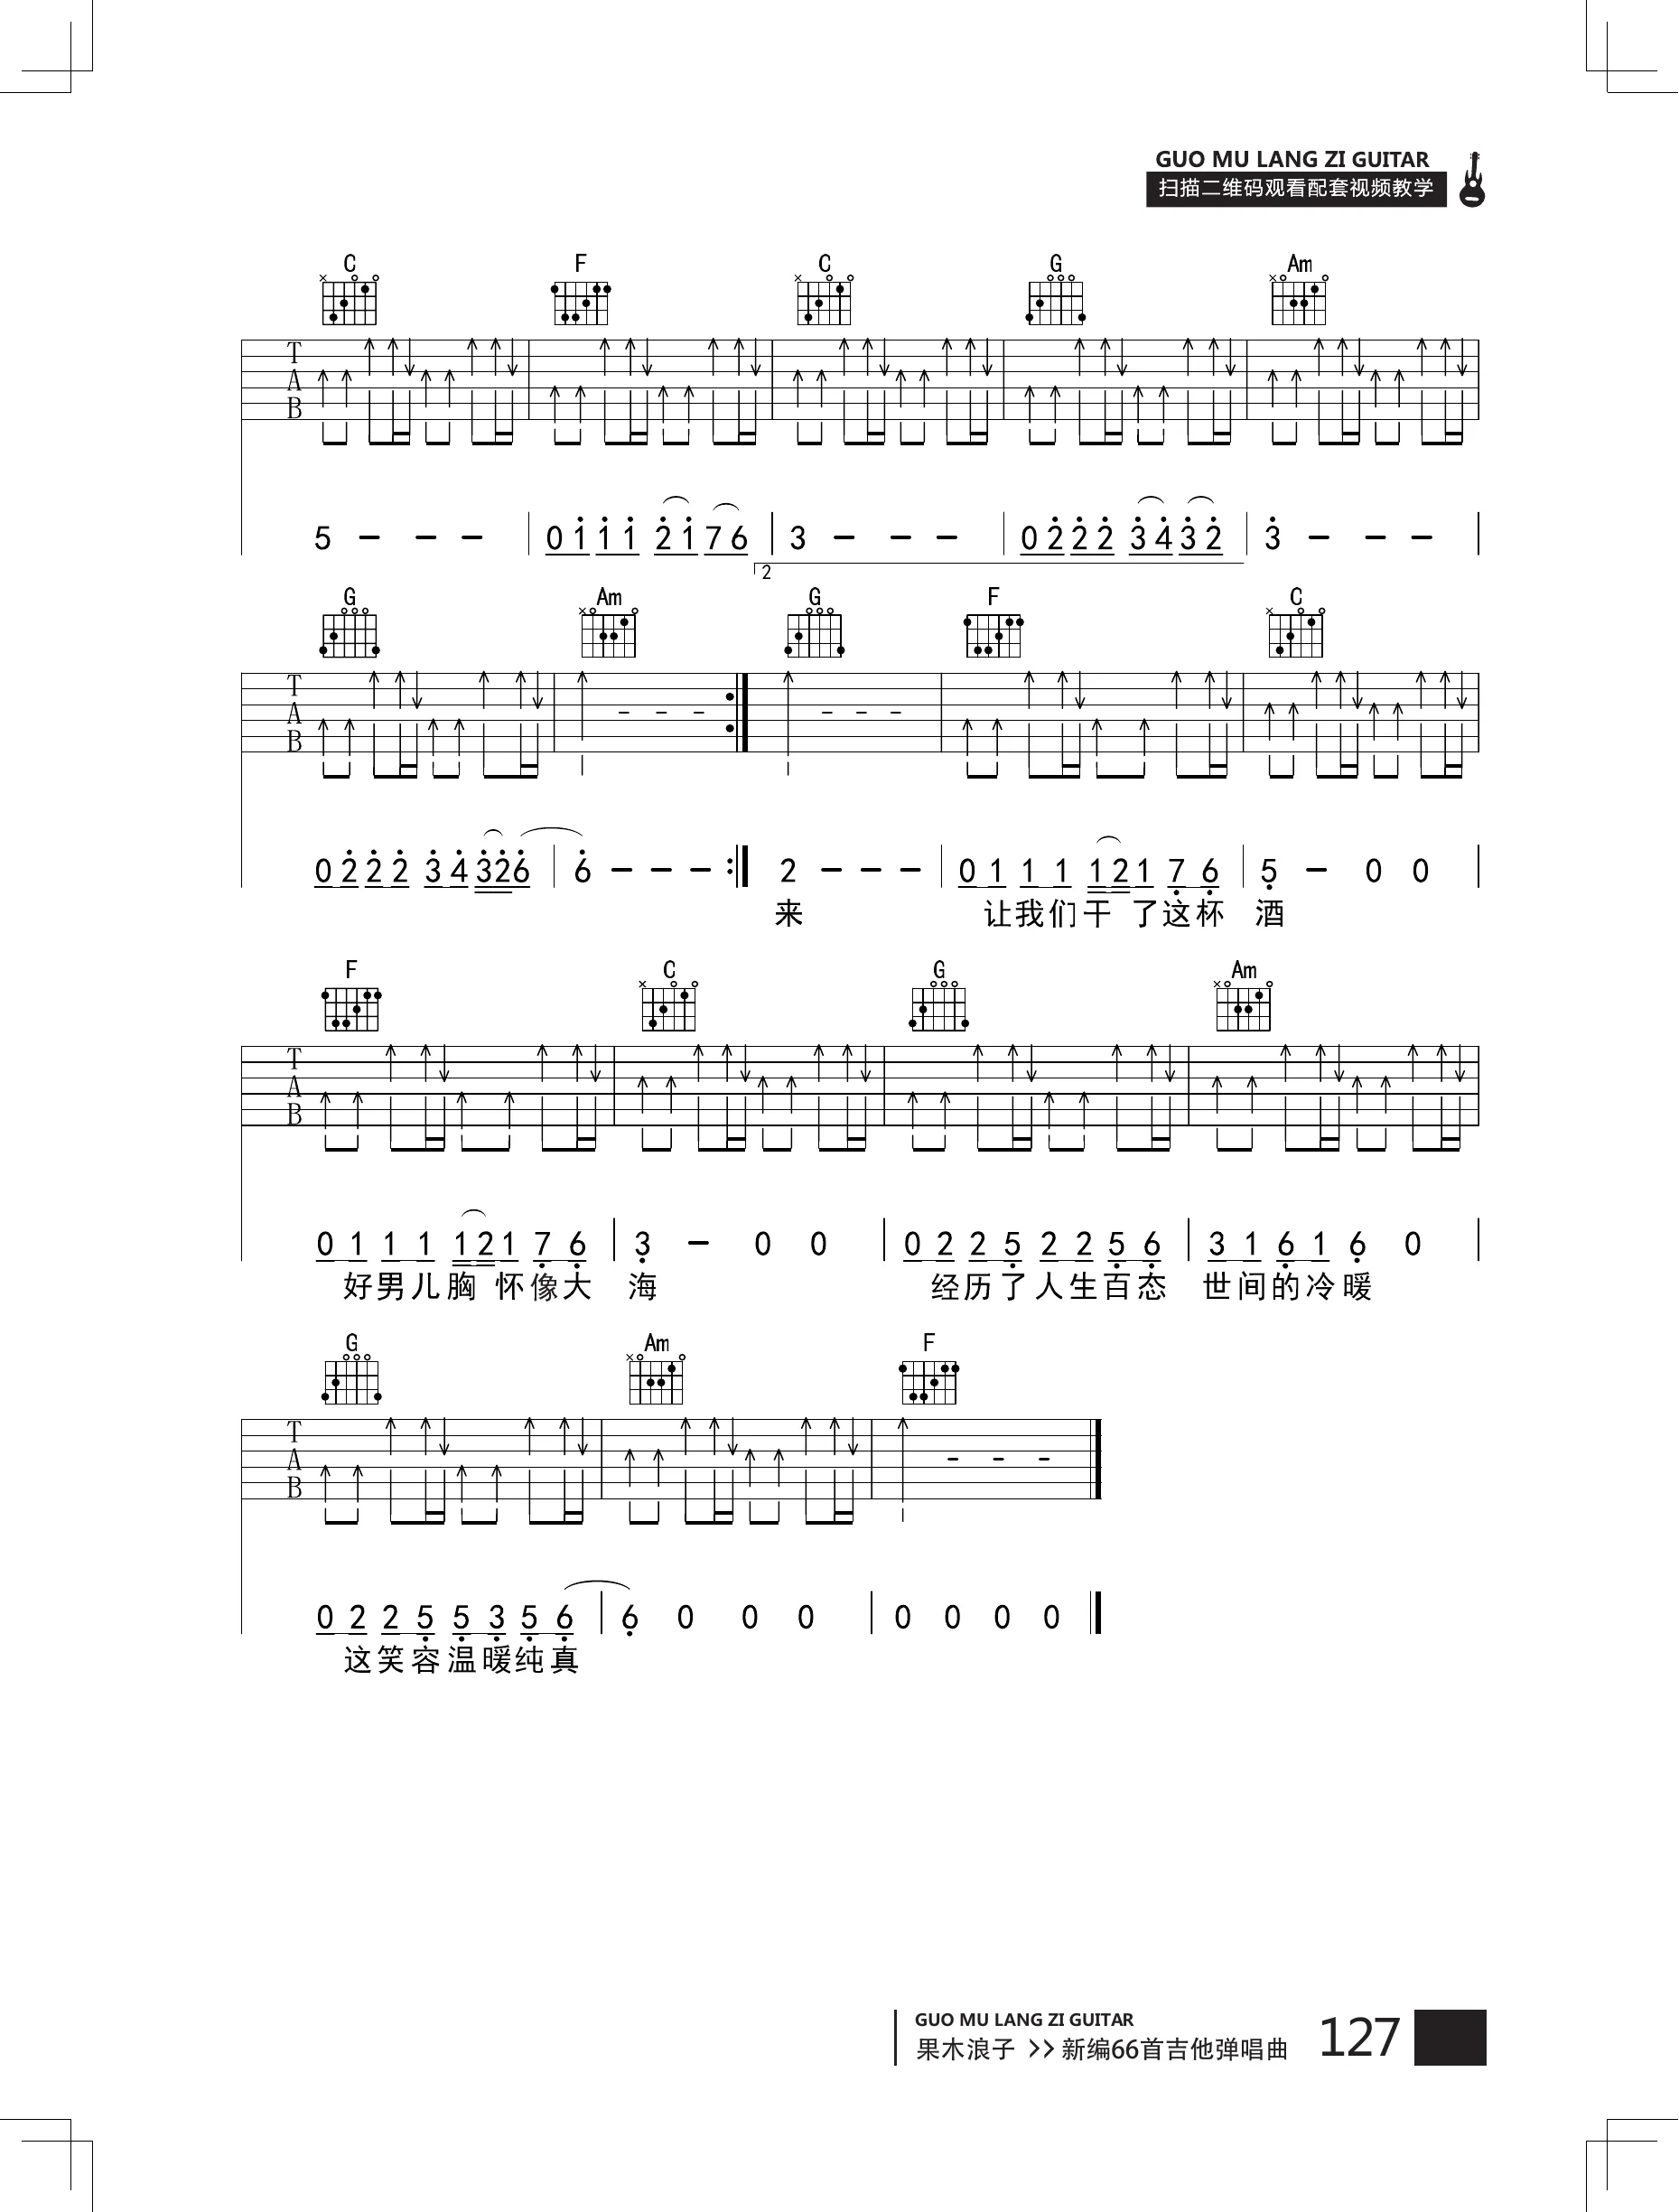 GUO MU LANG ZI GUITAR
扫描二维码观看配套视频教学
C F C G Am
T
A
B
5 - - - | 0 1 1 1 2 1 7 6 | 3 - - - | 0 2 2 2 3 4 3 2 | 3 - - - |
2
G Am G F C
T
A
B
0 2 2 2 3 4 3 2 6 | 6 - - - :| 2 - - - | 0 1 1 1 1 2 1 7 6 | 5 - 0 0 |
来 让我们干 了这杯 酒
F C G Am
T
A
B
0 1 1 1 1 2 1 7 6 | 3 - 0 0 | 0 2 2 5 2 2 5 6 | 3 1 6 1 6 0 |
好男儿胸 怀像大 海 经历了人生百态 世间的冷暖
G Am F
T
A
B
0 2 2 5 5 3 5 6 | 6 0 0 0 | 0 0 0 0 ‖
这笑容温暖纯真
GUO MU LANG ZI GUITAR
果木浪子 >> 新编66首吉他弹唱曲 127